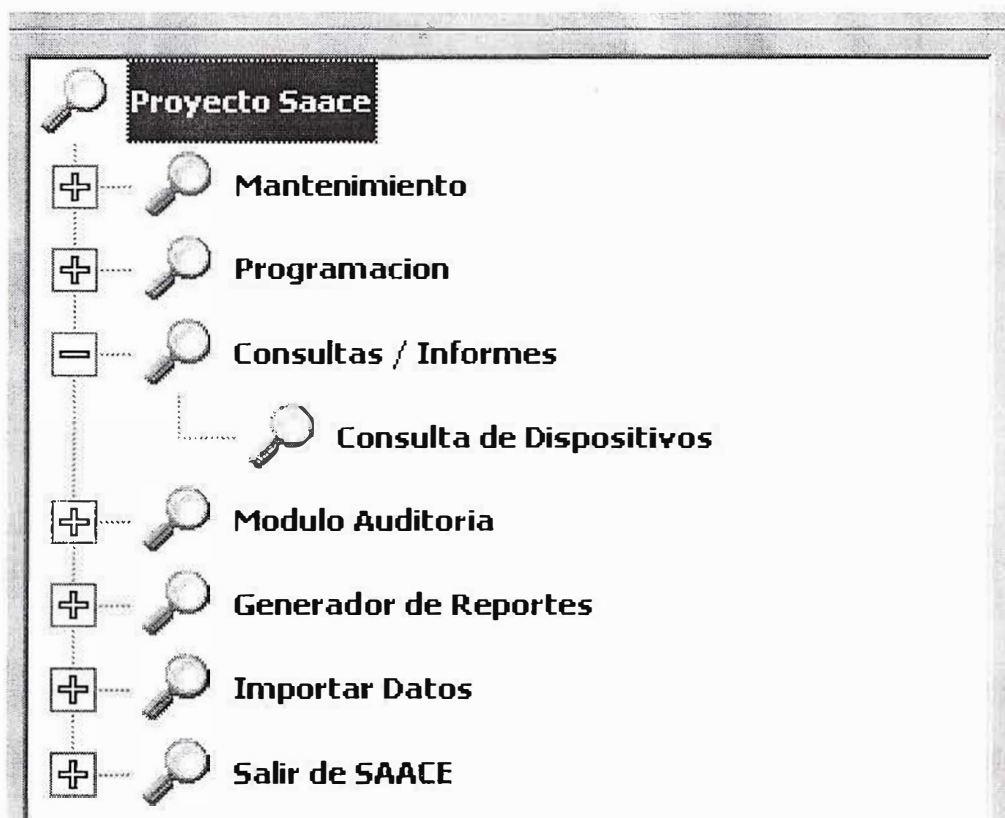 Proyecto Saace
Mantenimiento
Programacion
Consultas / Informes
Consulta de Dispositivos
Modulo Auditoria
Generador de Reportes
Importar Datos
Salir de SAACE